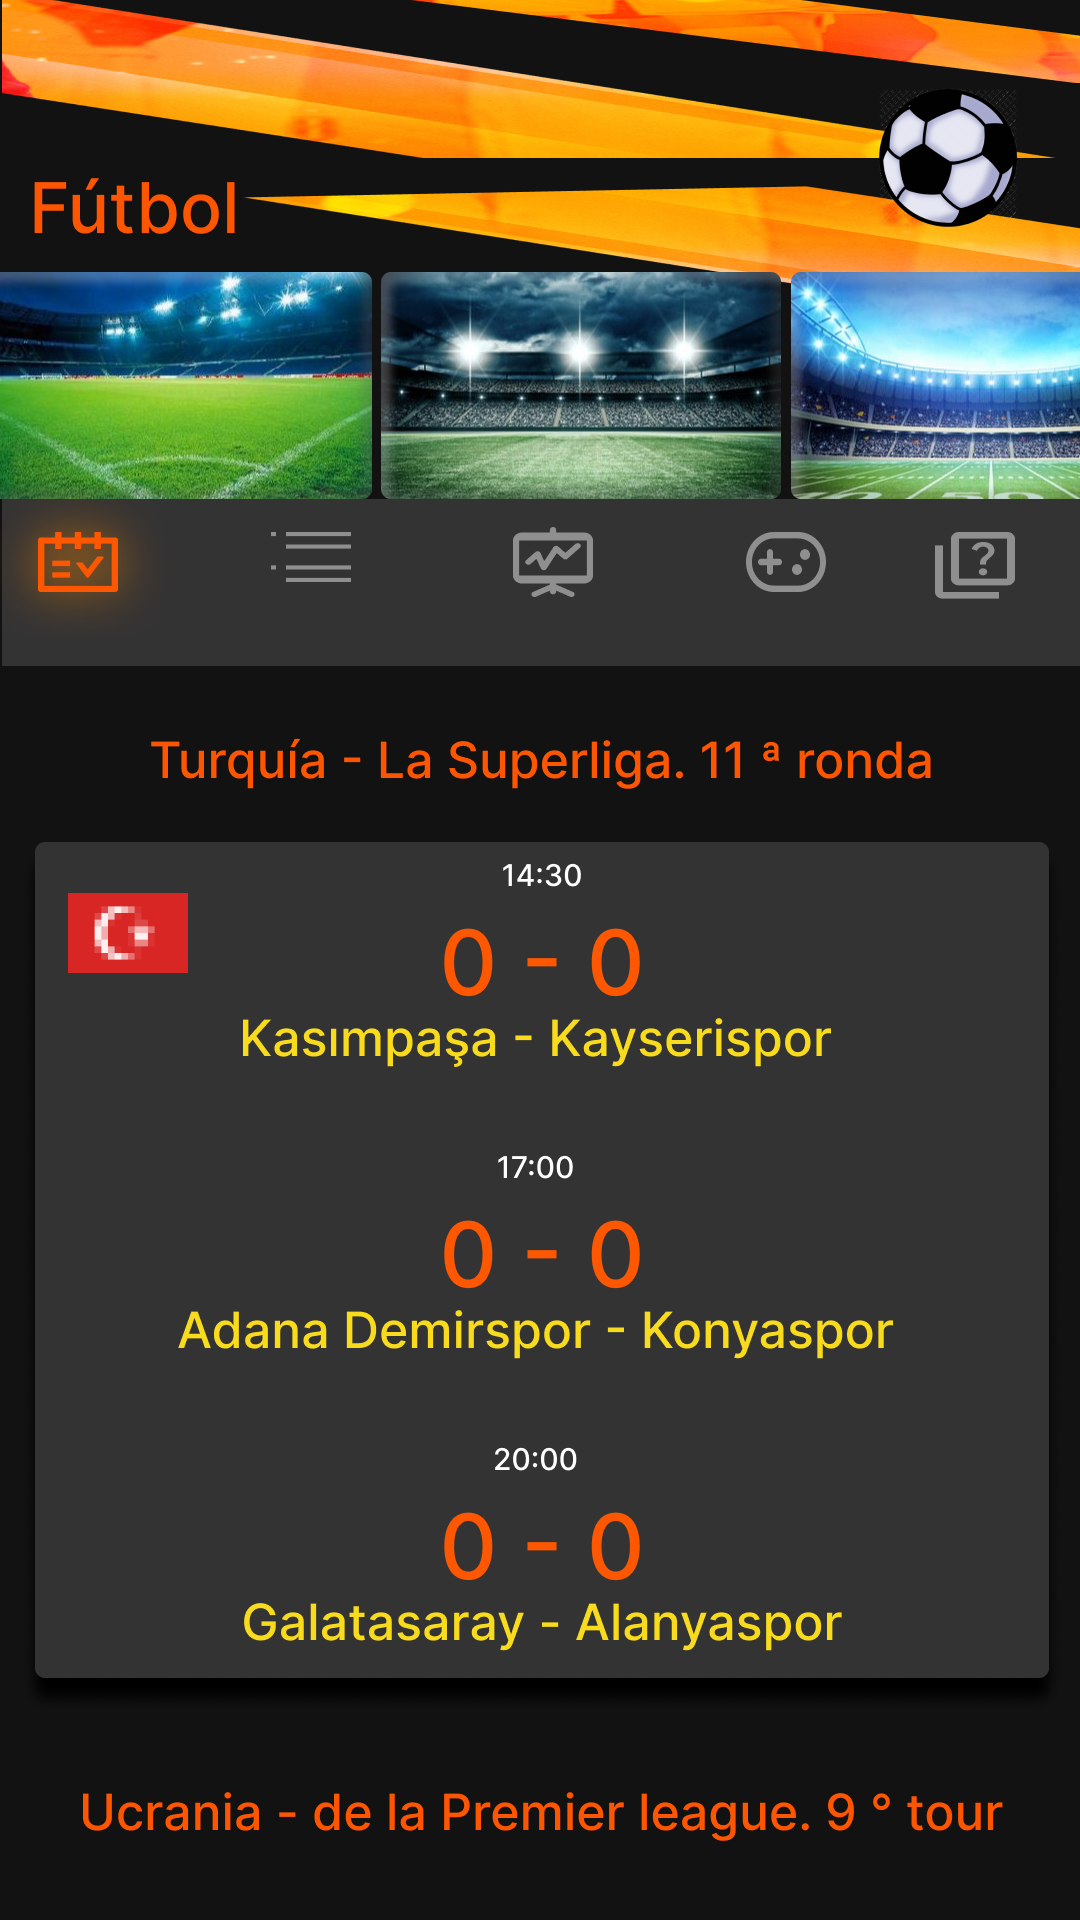 Fútbol
Turquía - La Superliga. 11 ª ronda
14:30
0 - 0
Kasımpaşa - Kayserispor
17:00
0 - 0
Adana Demirspor - Konyaspor
20:00
0 - 0
Galatasaray - Alanyaspor
Ucrania - de la Premier league. 9 ° tour